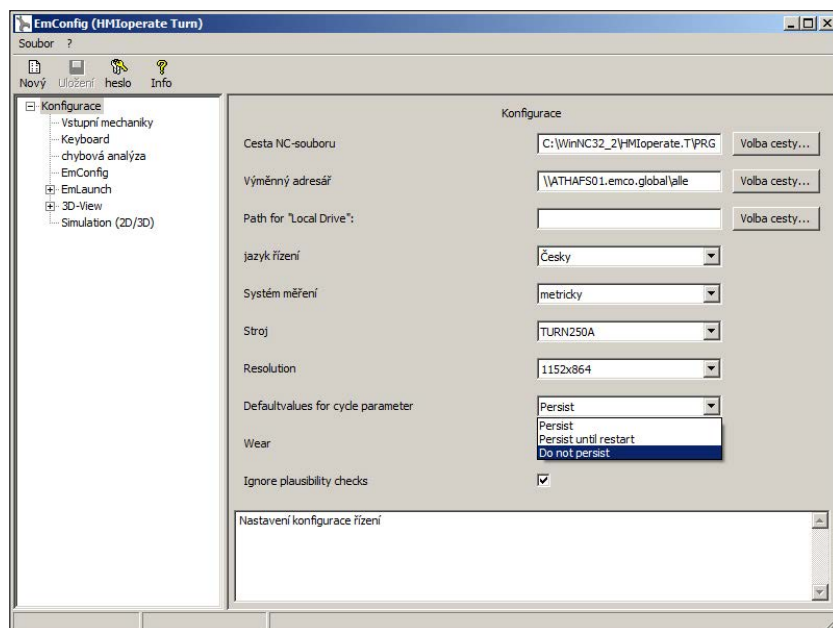 EmConfig (HMIoperate Turn)
Soubor ?
Nový Uložení heslo Info
Konfigurace
Vstupní mechaniky
Keyboard
chybová analýza
EmConfig
EmLaunch
3D-View
Simulation (2D/3D)
Konfigurace
Cesta NC-souboru C:\WinNC32_2\HMIoperate.T\PRG Volba cesty...
Výměnný adresář \\ATHAFS01.emco.global\alle Volba cesty...
Path for "Local Drive": Volba cesty...
jazyk řízení Česky
Systém měření metricky
Stroj TURN250A
Resolution 1152x864
Defaultvalues for cycle parameter Persist
Persist
Persist until restart
Wear Do not persist
Ignore plausibility checks
Nastavení konfigurace řízení